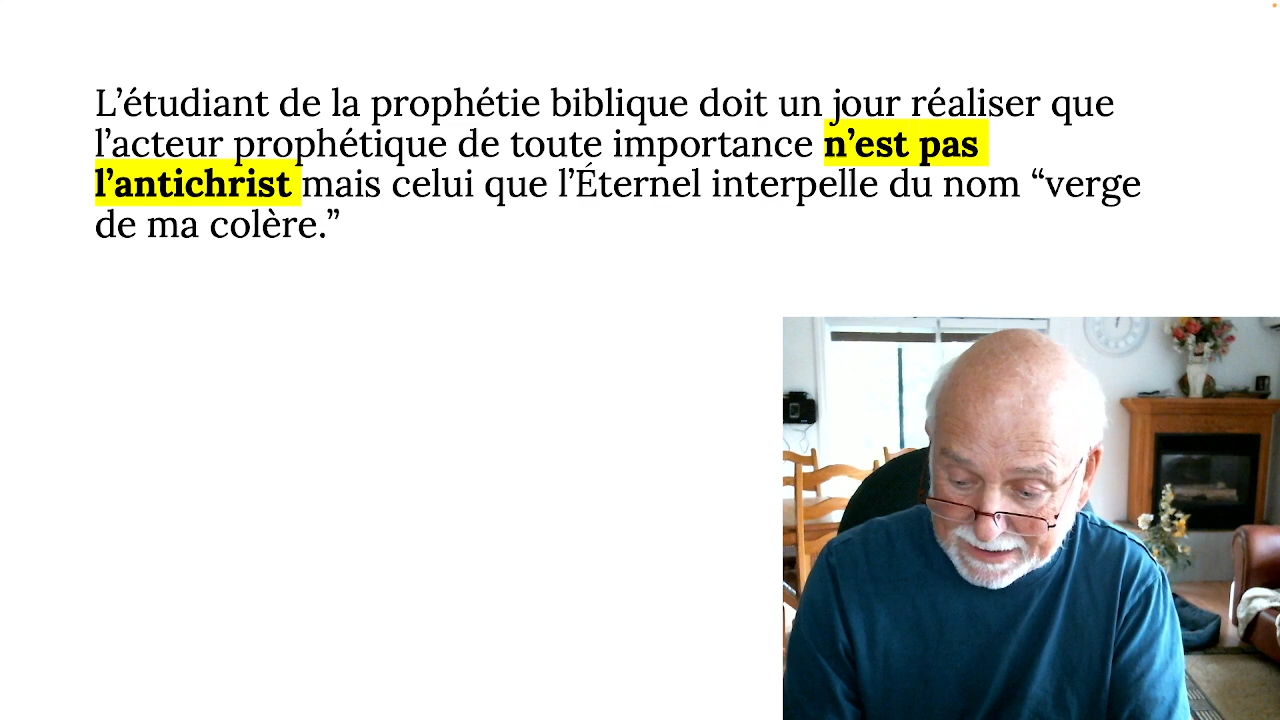 L’étudiant de la prophétie biblique doit un jour réaliser que
l’acteur prophétique de toute importance n’est pas
l’antichrist mais celui que l’Éternel interpelle du nom “verge
de ma colère.”